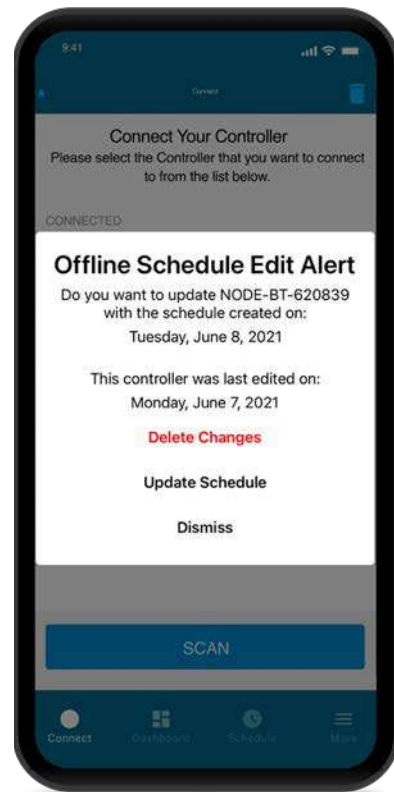 9:41
Connect
Connect Your Controller
Please select the Controller that you want to connect
to from the list below.
CONNECTED
Offline Schedule Edit Alert
Do you want to update NODE-BT-620839
with the schedule created on:
Tuesday, June 8, 2021
This controller was last edited on:
Monday, June 7, 2021
Delete Changes
Update Schedule
Dismiss
SCAN
Connect Dashboard Schedule More